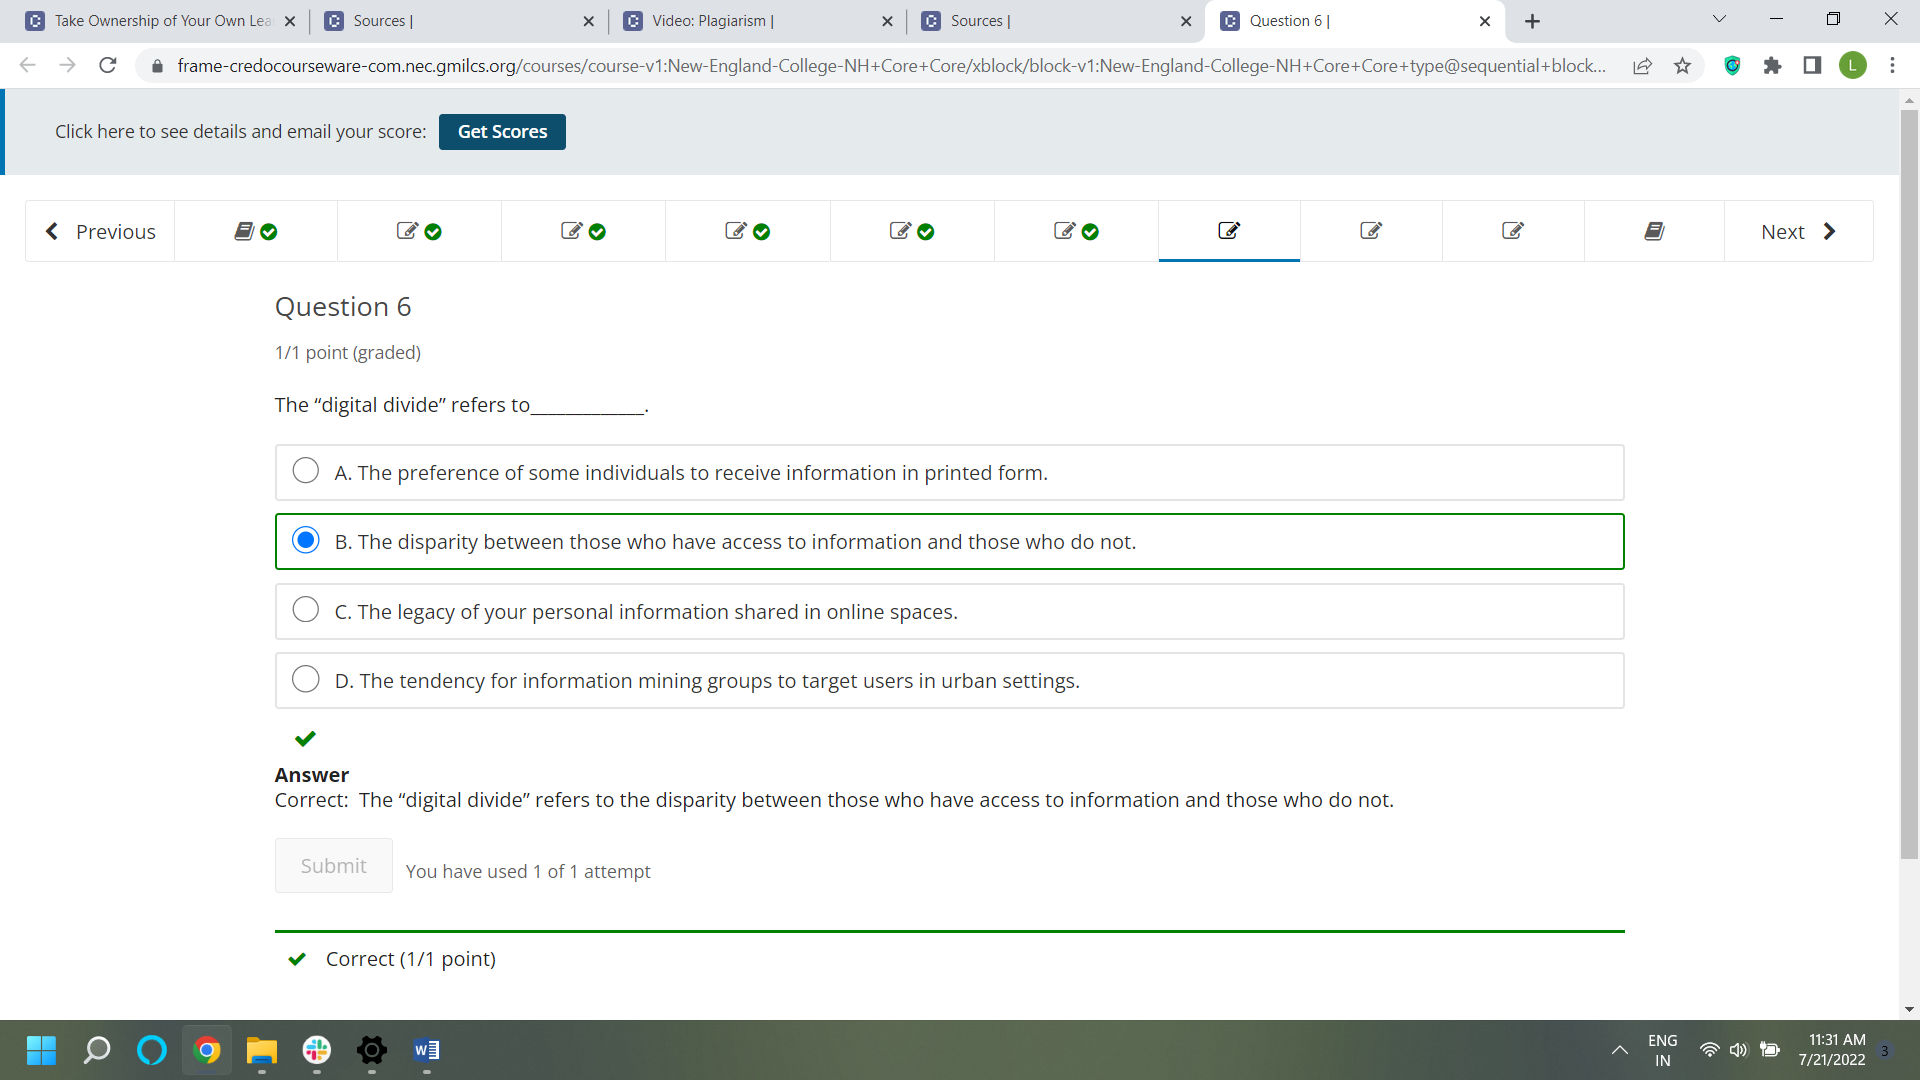 Take Ownership of Your Own Lea
Sources |
Video: Plagiarism |
Sources |
Question 6 |
frame-credocourseware-com.nec.gmilcs.org/courses/course-v1:New-England-College-NH+Core+Core/xblock/block-v1:New-England-College-NH+Core+Core+type@sequential+block...
L
Click here to see details and email your score: Get Scores
Previous
Next
Question 6
1/1 point (graded)
The “digital divide” refers to_____________.
A. The preference of some individuals to receive information in printed form.
B. The disparity between those who have access to information and those who do not.
C. The legacy of your personal information shared in online spaces.
D. The tendency for information mining groups to target users in urban settings.
Answer
Correct: The “digital divide” refers to the disparity between those who have access to information and those who do not.
Submit You have used 1 of 1 attempt
Correct (1/1 point)
W
ENG
IN
11:31 AM
7/21/2022
3